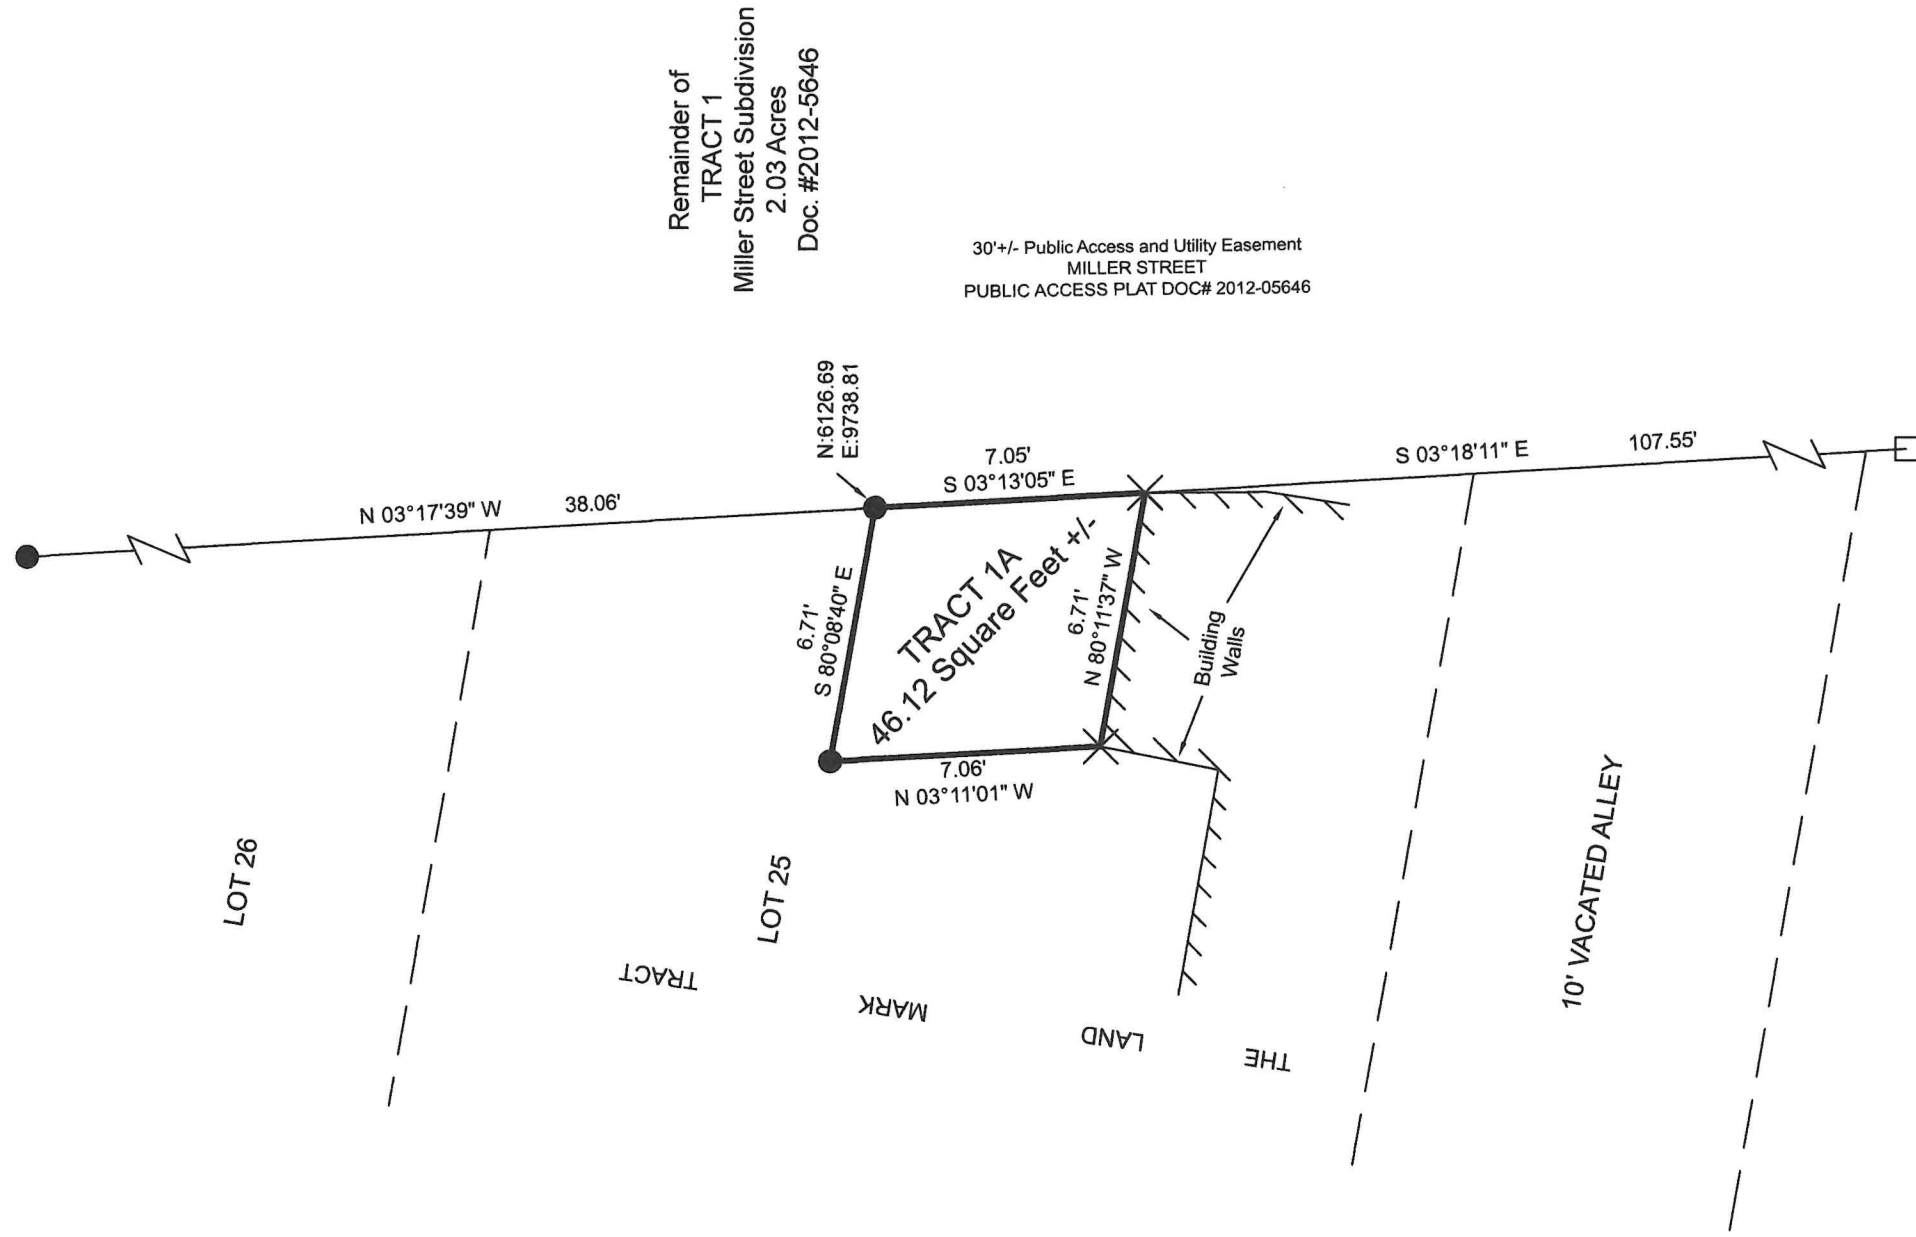 Remainder of
TRACT 1
Miller Street Subdivision
2.03 Acres
Doc. #2012-5646
30'+/- Public Access and Utility Easement
MILLER STREET
PUBLIC ACCESS PLAT DOC# 2012-05646
N:6126.69
E:9738.81
N 03°17'39" W
38.06'
7.05'
S 03°13'05" E
S 03°18'11" E
107.55'
6.71'
S 80°08'40" E
TRACT 1A
46.12 Square Feet +/-
6.71'
N 80°11'37" W
Building
Walls
7.06'
N 03°11'01" W
LOT 26
LOT 25
10' VACATED ALLEY
THE
LAND
MARK
TRACT